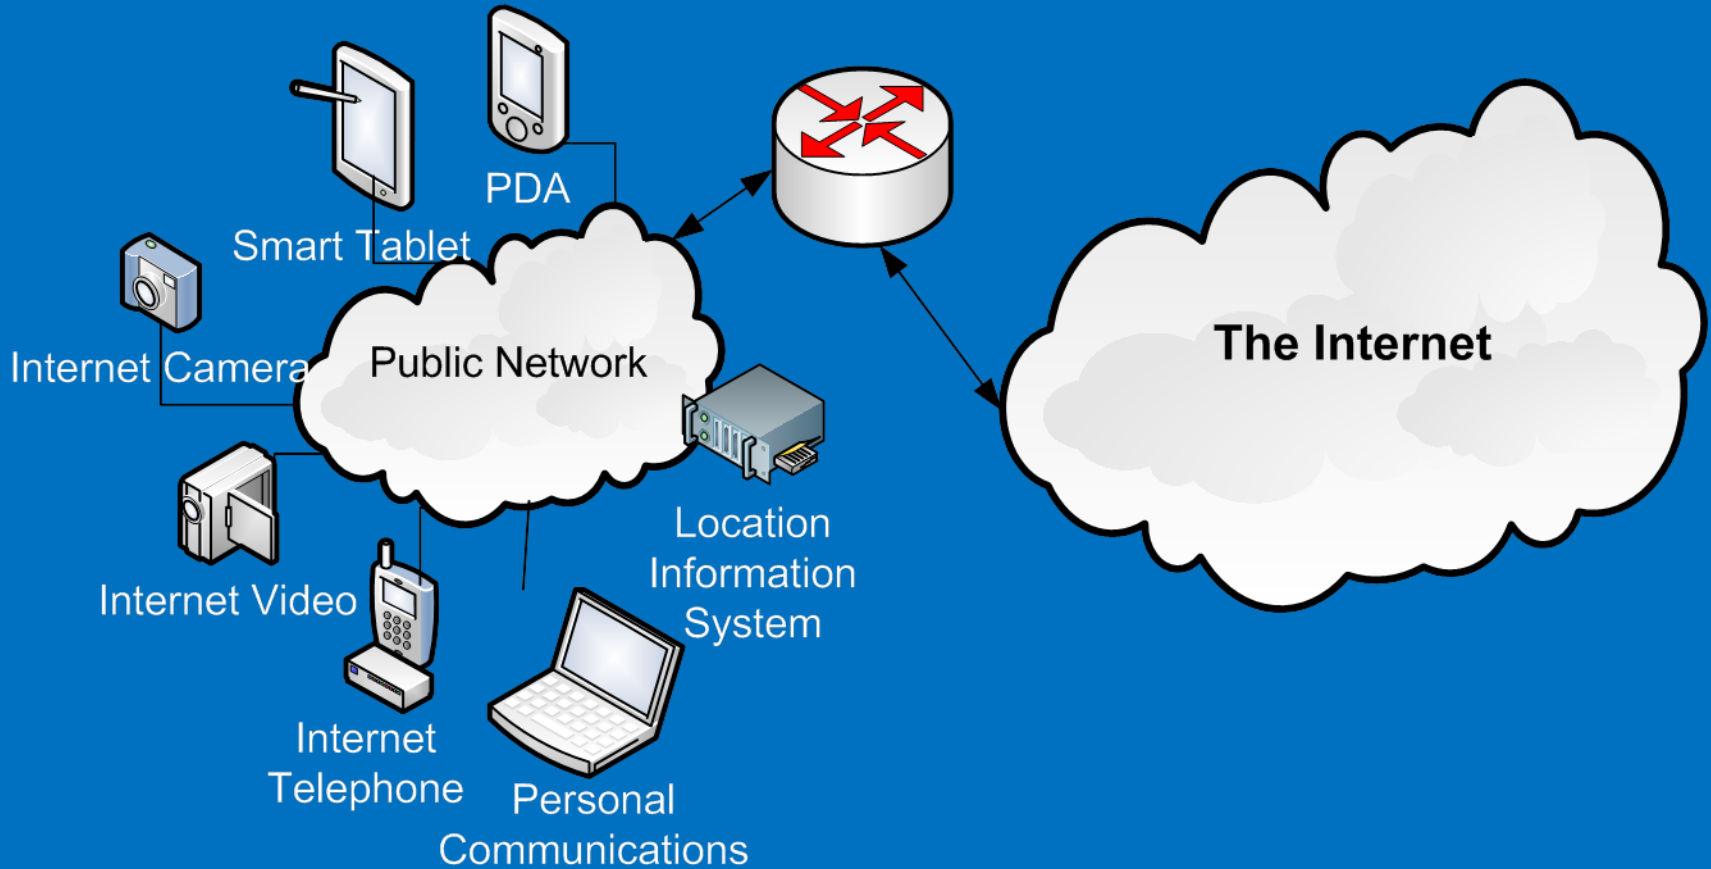 PDA
Smart Tablet
Internet Camera
Public Network
The Internet
Location
Information
System
Internet Video
Internet
Telephone
Personal
Communications